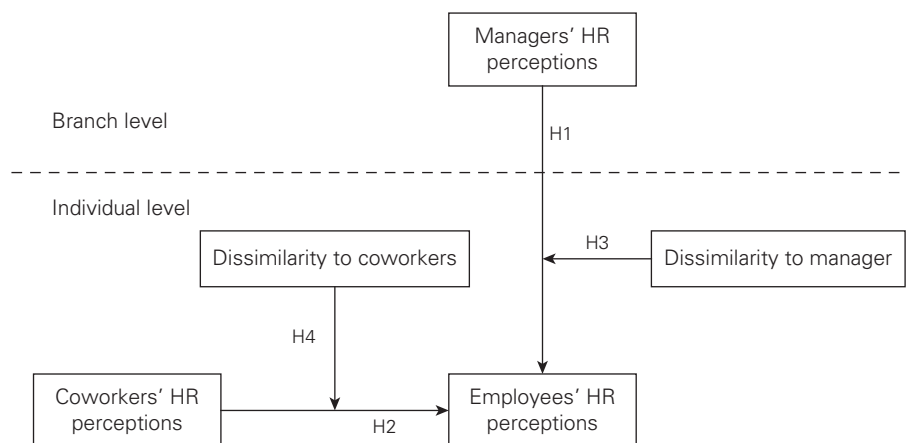 Managers’ HR
perceptions
Branch level
H1
Individual level
Dissimilarity to coworkers
H3
Dissimilarity to manager
H4
Coworkers’ HR
perceptions
H2
Employees’ HR
perceptions